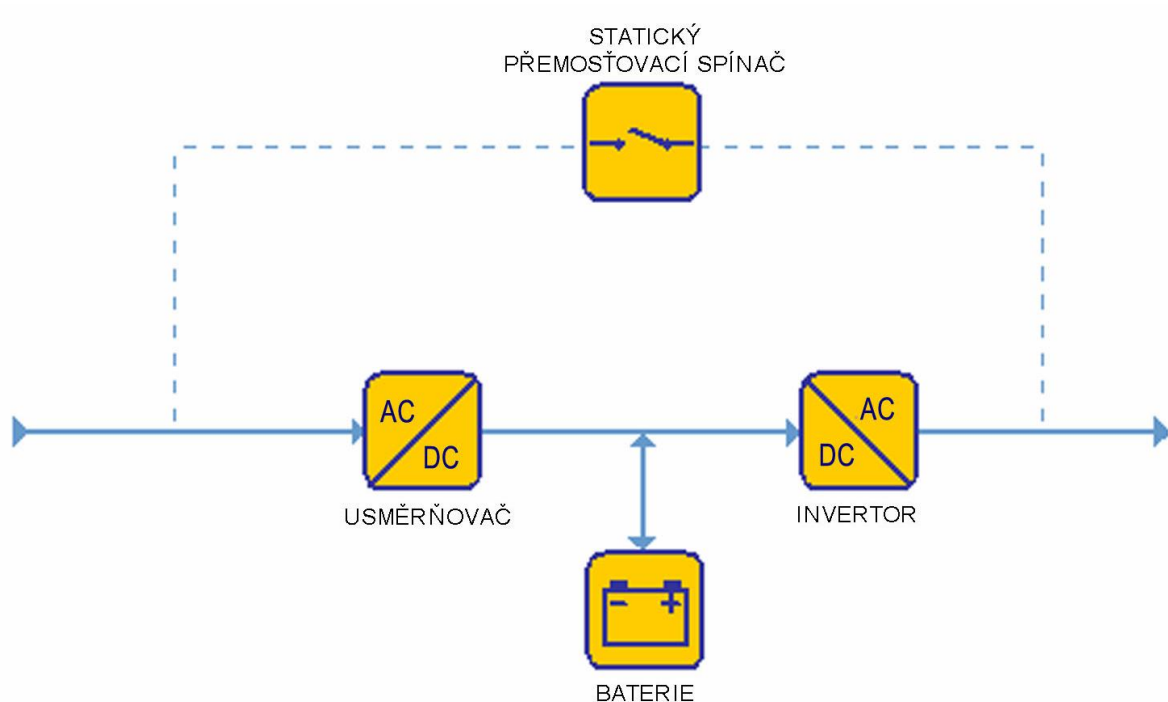 STATICKÝ
PŘEMOSŤOVACÍ SPÍNAČ
AC
DC
AC
DC
USMĚRŇOVAČ
INVERTOR
- +
BATERIE